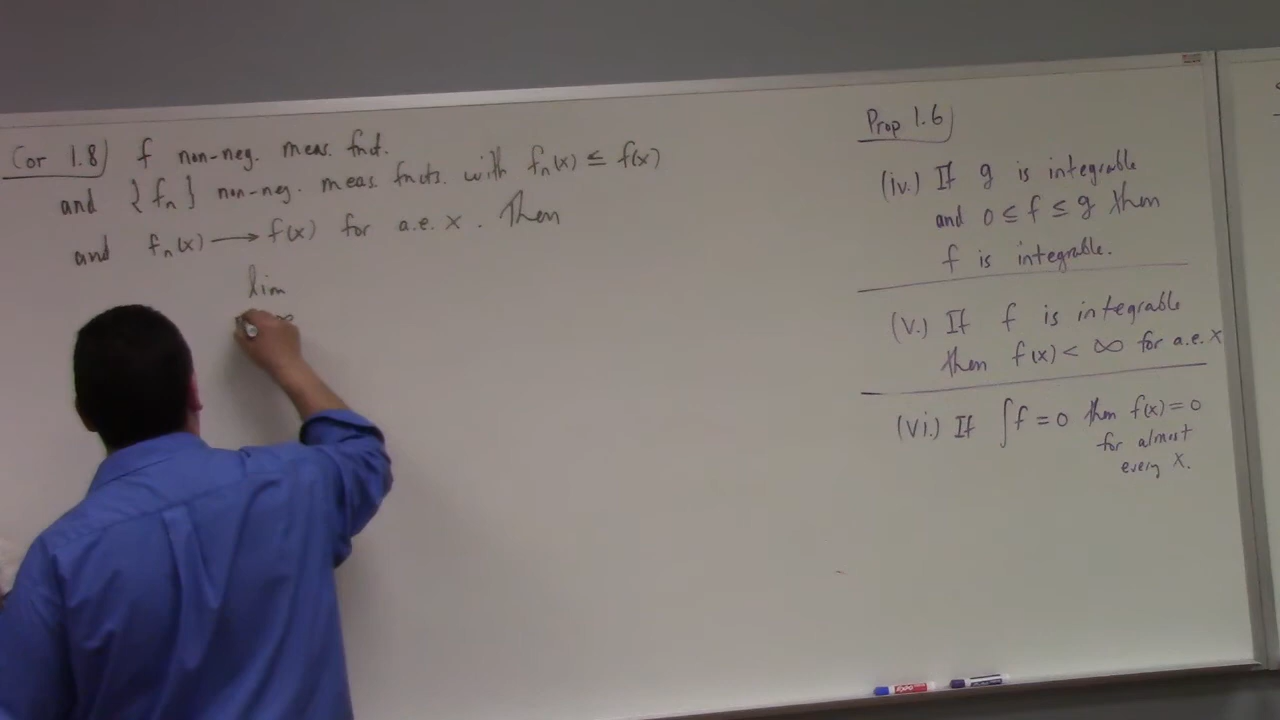 Cor 1.8) f non-neg. meas. fnct.
and {fₙ} non-neg. meas. fncts. with fₙ(x) ≤ f(x)
and fₙ(x) ⟶ f(x) for a.e. x. Then
lim
∞
Prop 1.6)
(iv.) If g is integrable
and 0 ≤ f ≤ g then
f is integrable.
(v.) If f is integrable
then f(x) < ∞ for a.e. x
(vi.) If ∫f = 0 then f(x) = 0
for almost
every x.
EXPO